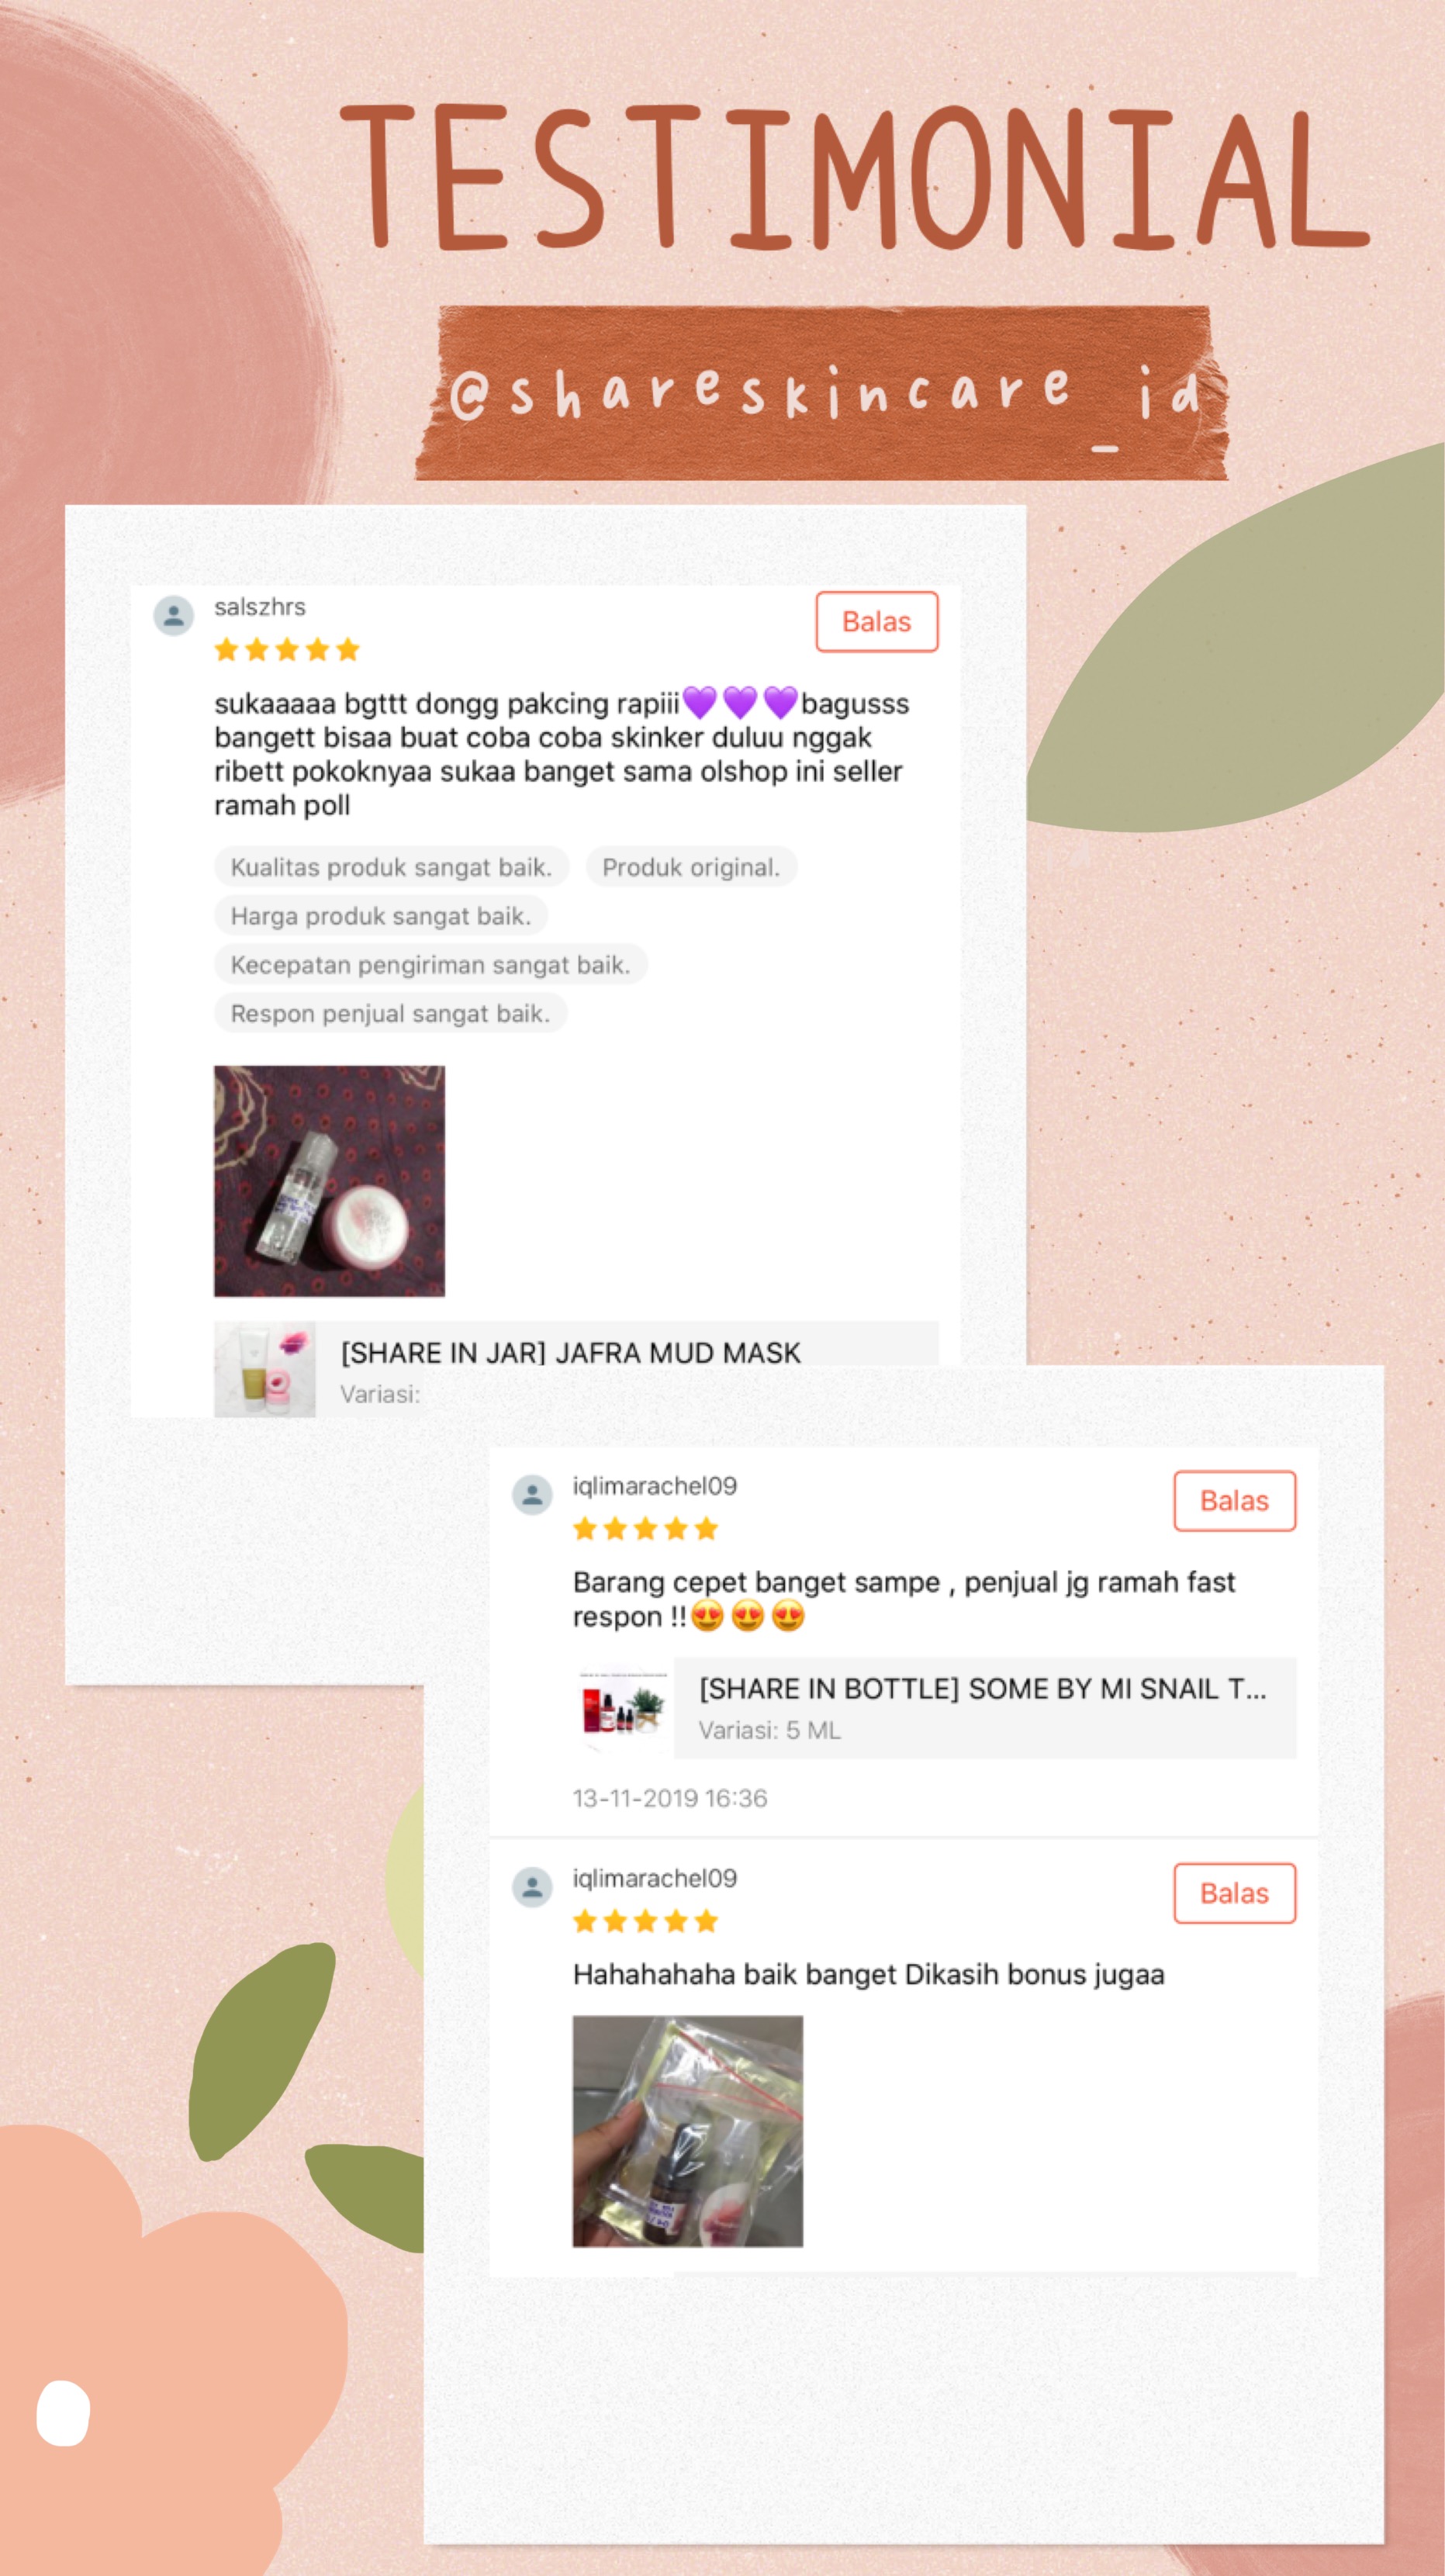 TESTIMONIAL
@shareskincare_id
salszhrs
Balas
sukaaaaa bgttt dongg pakcing rapiii💜💜💜bagusss
bangett bisaa buat coba coba skinker duluu nggak
ribett pokoknyaa sukaa banget sama olshop ini seller
ramah poll
Kualitas produk sangat baik. Produk original.
Harga produk sangat baik.
Kecepatan pengiriman sangat baik.
Respon penjual sangat baik.
[SHARE IN JAR] JAFRA MUD MASK
Variasi:
iqlimarachel09
Balas
Barang cepet banget sampe , penjual jg ramah fast
respon !!😍😍😍
[SHARE IN BOTTLE] SOME BY MI SNAIL T...
Variasi: 5 ML
13-11-2019 16:36
iqlimarachel09
Balas
Hahahahaha baik banget Dikasih bonus jugaa